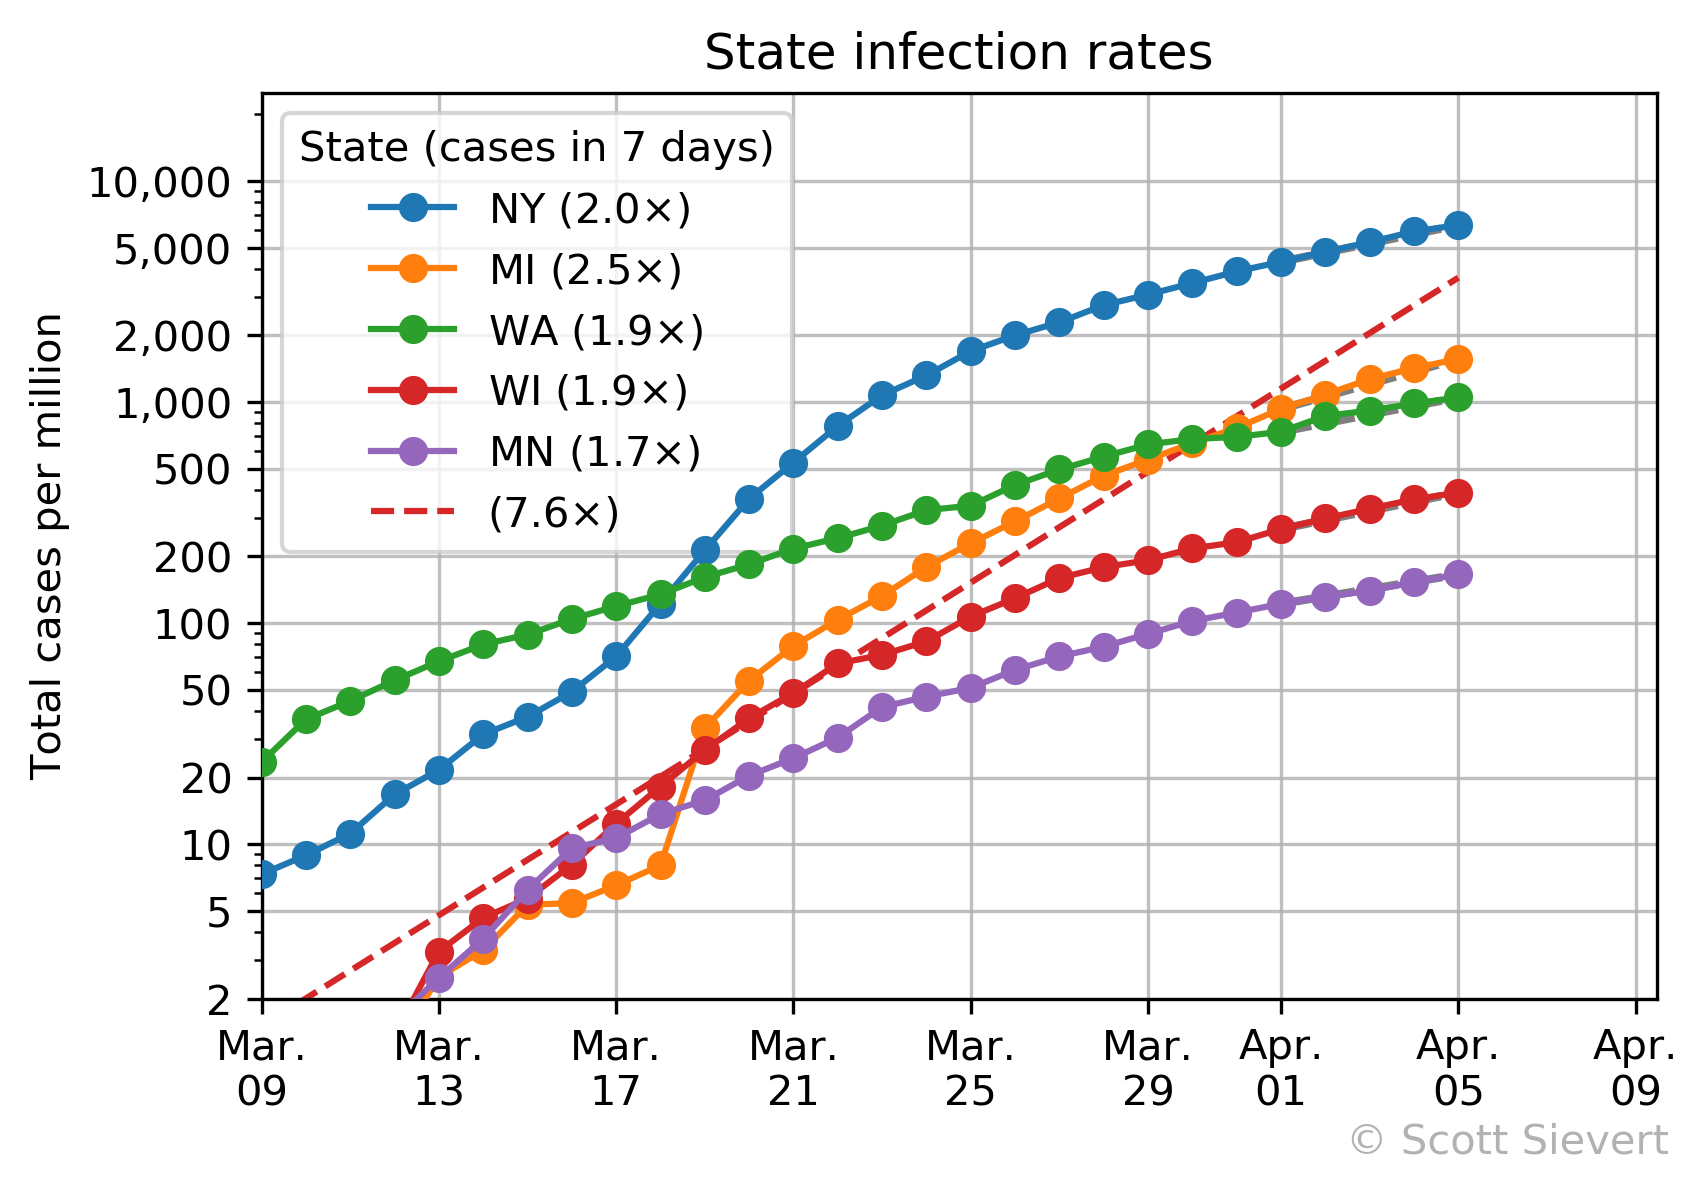 State infection rates
State (cases in 7 days)
NY (2.0×)
MI (2.5×)
WA (1.9×)
WI (1.9×)
MN (1.7×)
(7.6×)
Total cases per million
10,000
5,000
2,000
1,000
500
200
100
50
20
10
5
2
Mar. 09
Mar. 13
Mar. 17
Mar. 21
Mar. 25
Mar. 29
Apr. 01
Apr. 05
Apr. 09
© Scott Sievert